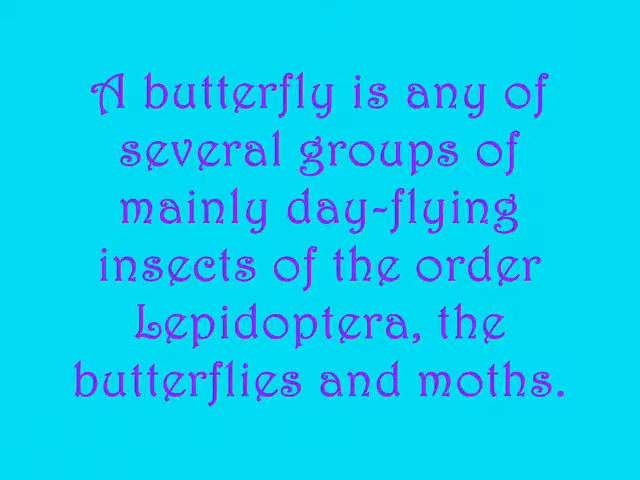 A butterfly is any of
several groups of
mainly day-flying
insects of the order
Lepidoptera, the
butterflies and moths.